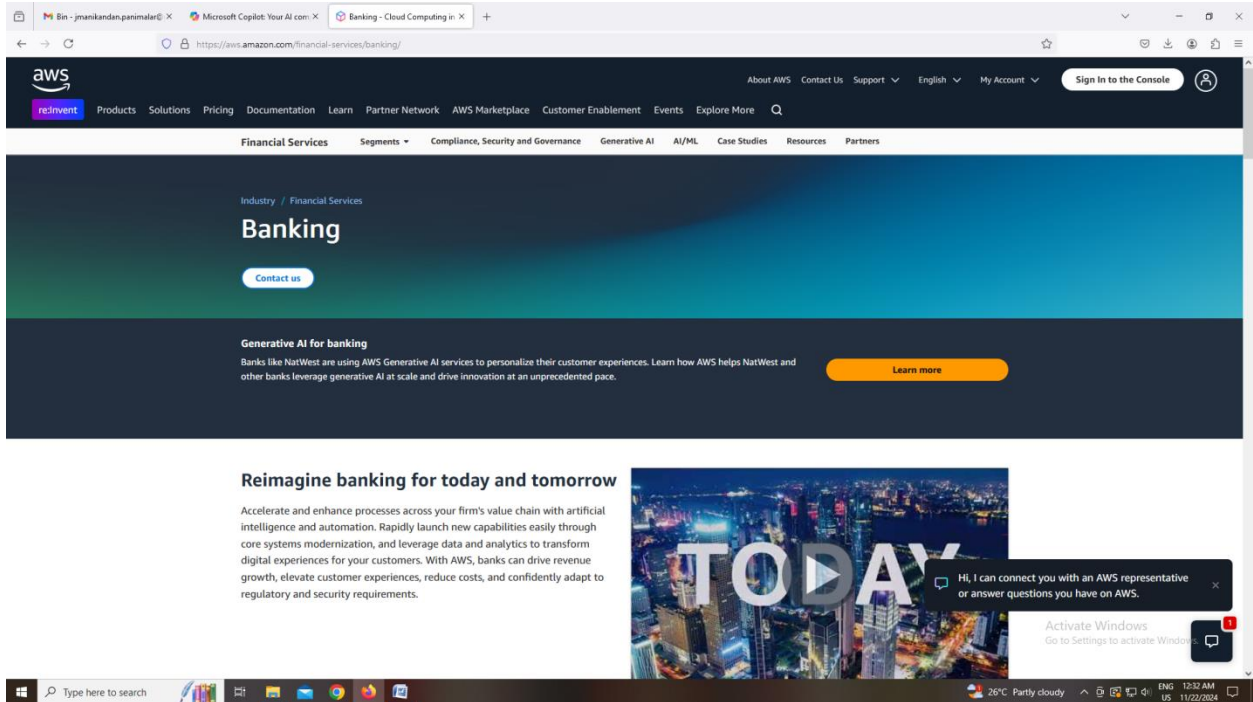 Bin - jmanikandan.panimalar@
Microsoft Copilot: Your AI com
Banking - Cloud Computing in
https://aws.amazon.com/financial-services/banking/
aws
About AWS Contact Us Support English My Account Sign In to the Console
re:Invent Products Solutions Pricing Documentation Learn Partner Network AWS Marketplace Customer Enablement Events Explore More
Financial Services Segments Compliance, Security and Governance Generative AI AI/ML Case Studies Resources Partners
Industry / Financial Services
Banking
Contact us
Generative AI for banking
Banks like NatWest are using AWS Generative AI services to personalize their customer experiences. Learn how AWS helps NatWest and
other banks leverage generative AI at scale and drive innovation at an unprecedented pace.
Learn more
Reimagine banking for today and tomorrow
Accelerate and enhance processes across your firm's value chain with artificial
intelligence and automation. Rapidly launch new capabilities easily through
core systems modernization, and leverage data and analytics to transform
digital experiences for your customers. With AWS, banks can drive revenue
growth, elevate customer experiences, reduce costs, and confidently adapt to
regulatory and security requirements.
TODAY
Hi, I can connect you with an AWS representative
or answer questions you have on AWS.
1
Activate Windows
Go to Settings to activate Windows.
Type here to search
26°C Partly cloudy
ENG 12:32 AM
US 11/22/2024